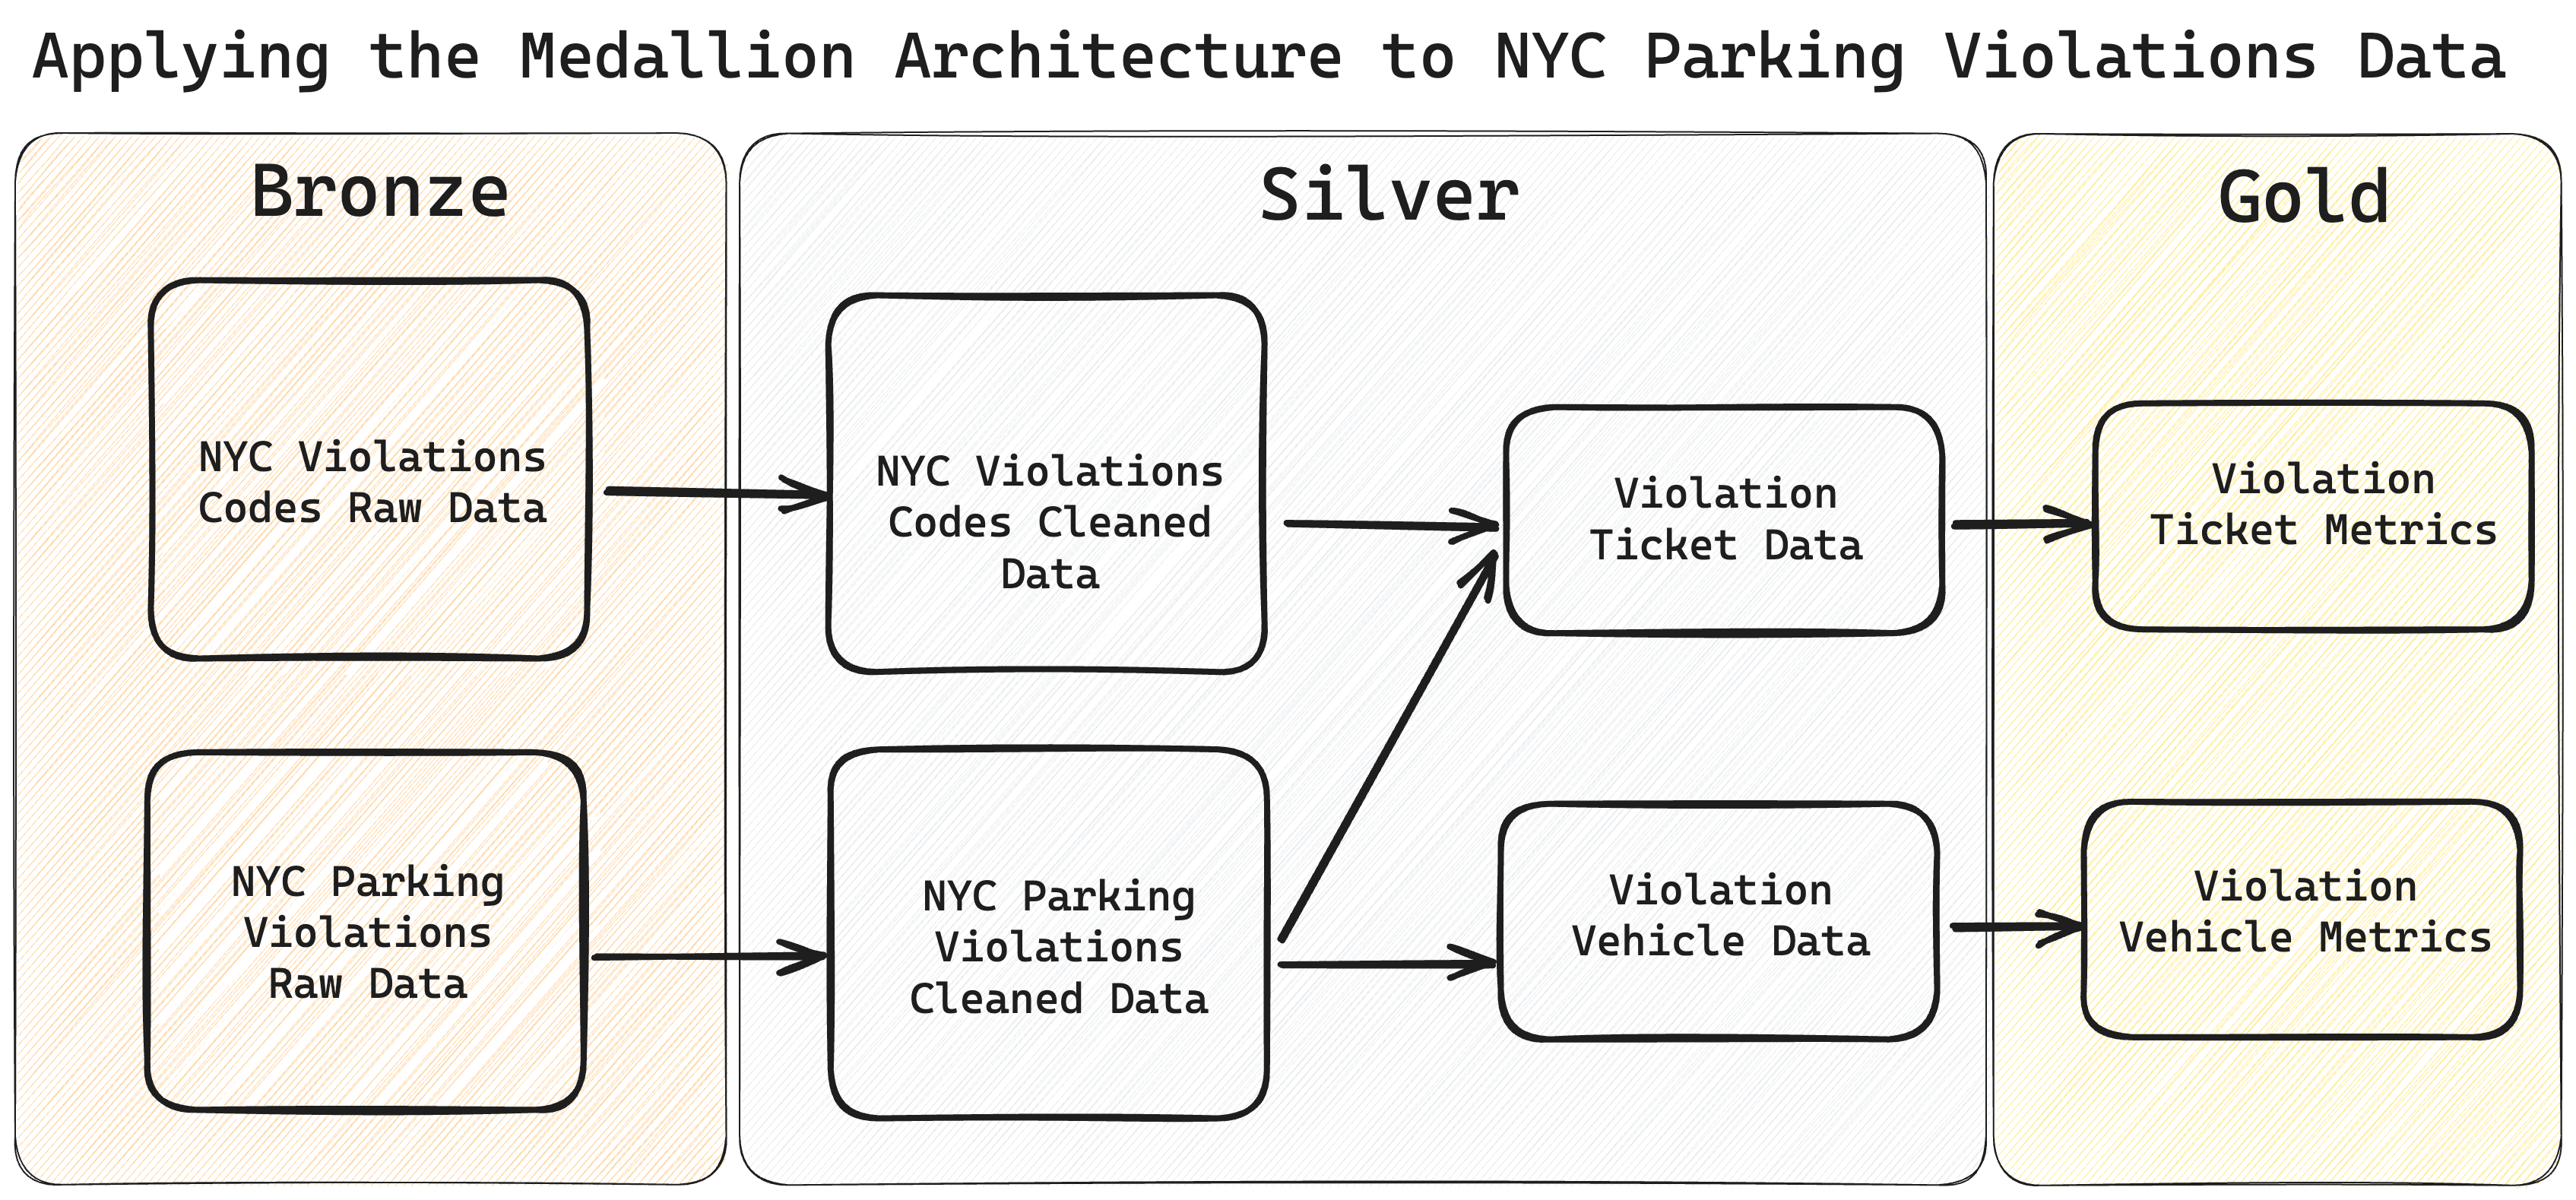 Applying the Medallion Architecture to NYC Parking Violations Data
Bronze
NYC Violations
Codes Raw Data
NYC Parking
Violations
Raw Data
Silver
NYC Violations
Codes Cleaned
Data
NYC Parking
Violations
Cleaned Data
Violation
Ticket Data
Violation
Vehicle Data
Gold
Violation
Ticket Metrics
Violation
Vehicle Metrics